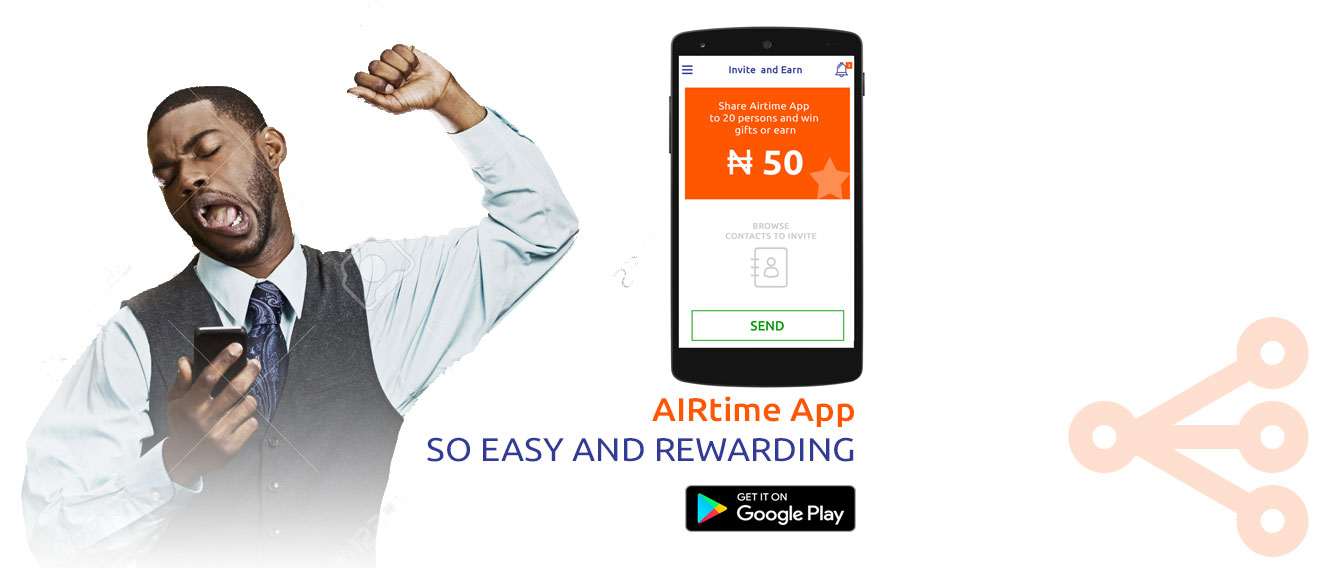 Invite and Earn
Share Airtime App
to 20 persons and win
gifts or earn
₦ 50
BROWSE
CONTACTS TO INVITE
SEND
AIRtime App
SO EASY AND REWARDING
GET IT ON
Google Play